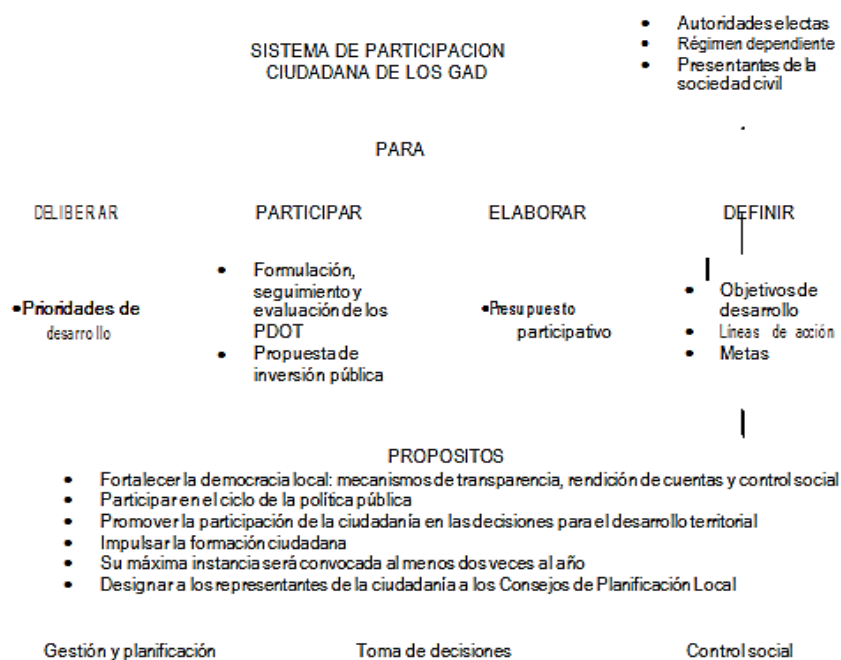 SISTEMA DE PARTICIPACION
CIUDADANA DE LOS GAD
• Autoridades electas
• Régimen dependiente
• Presentantes de la
sociedad civil
PARA
DELIBERAR
•Prioridades de
desarrollo
PARTICIPAR
• Formulación,
seguimiento y
evaluación de los
PDOT
• Propuesta de
inversión pública
ELABORAR
•Presupuesto
participativo
DEFINIR
• Objetivos de
desarrollo
• Líneas de acción
• Metas
PROPOSITOS
• Fortalecer la democracia local: mecanismos de transparencia, rendición de cuentas y control social
• Participar en el ciclo de la política pública
• Promover la participación de la ciudadanía en las decisiones para el desarrollo territorial
• Impulsar la formación ciudadana
• Su máxima instancia será convocada al menos dos veces al año
• Designar a los representantes de la ciudadanía a los Consejos de Planificación Local
Gestión y planificación
Toma de decisiones
Control social